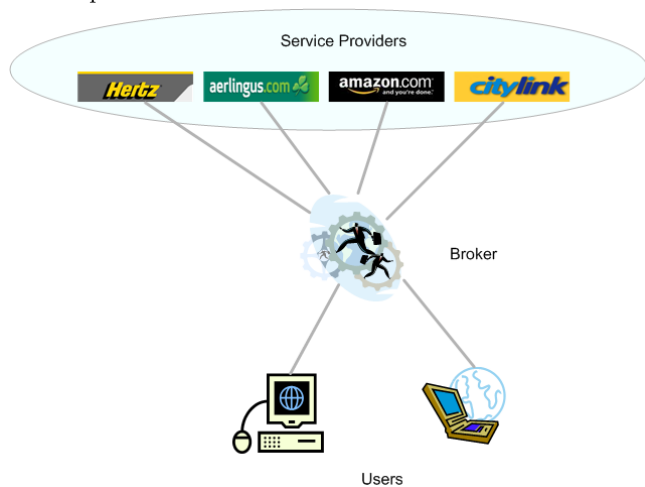 Service Providers
Hertz
aerlingus.com
amazon.com
and you're done.
citylink
Broker
Users